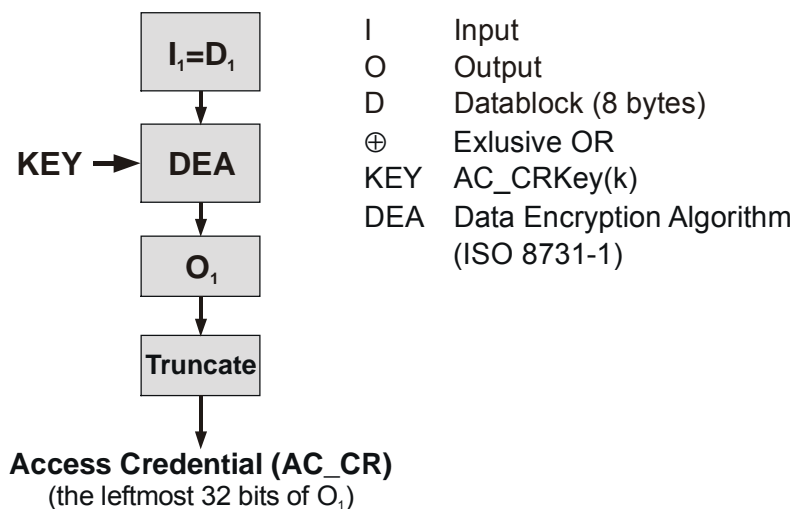 I₁=D₁
KEY
DEA
O₁
Truncate
Access Credential (AC_CR)
(the leftmost 32 bits of O₁)
I Input
O Output
D Datablock (8 bytes)
⊕ Exlusive OR
KEY AC_CRKey(k)
DEA Data Encryption Algorithm
(ISO 8731-1)